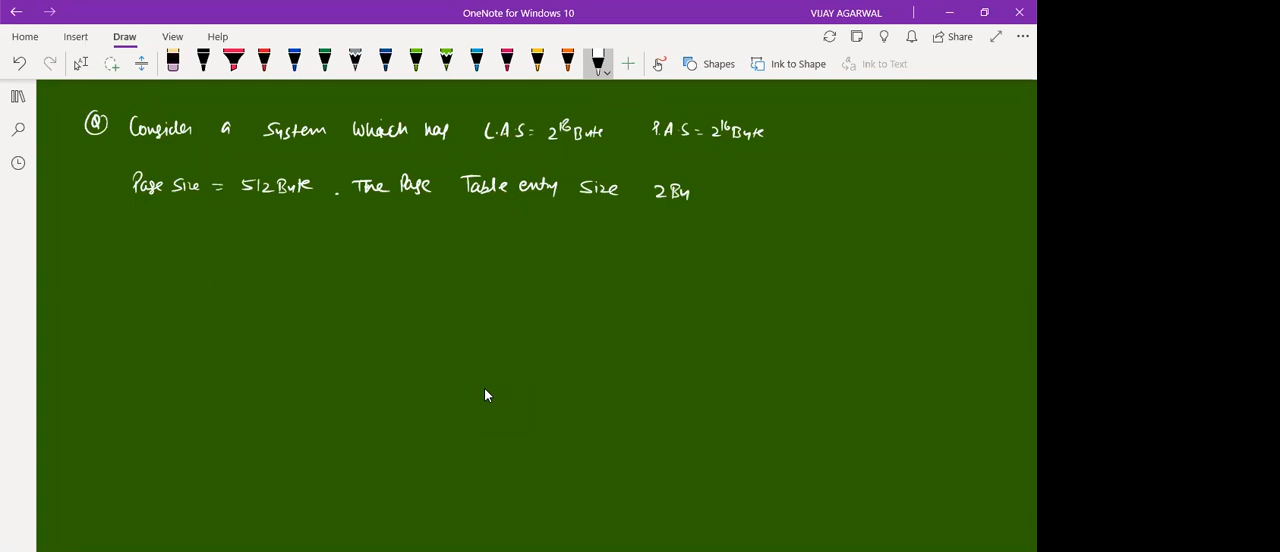 OneNote for Windows 10
VIJAY AGARWAL
Home Insert Draw View Help
Share
Shapes Ink to Shape Ink to Text
Q Consider a System which has L.A.S = 2^18 Byte P.A.S = 2^16 Byte
Page Size = 512 Byte . The Page Table entry Size 2 By